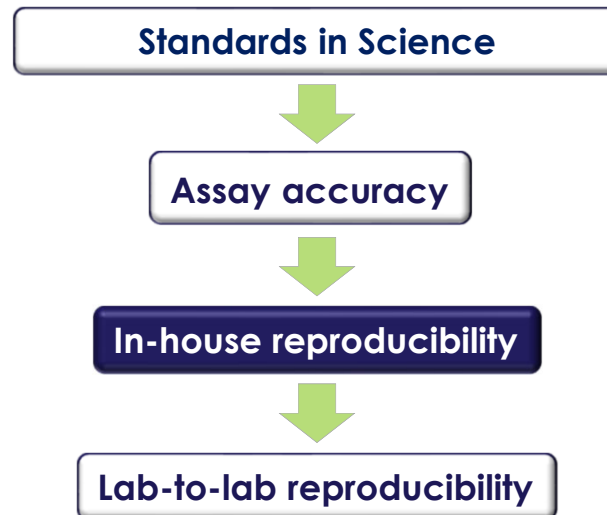 Standards in Science
Assay accuracy
In-house reproducibility
Lab-to-lab reproducibility